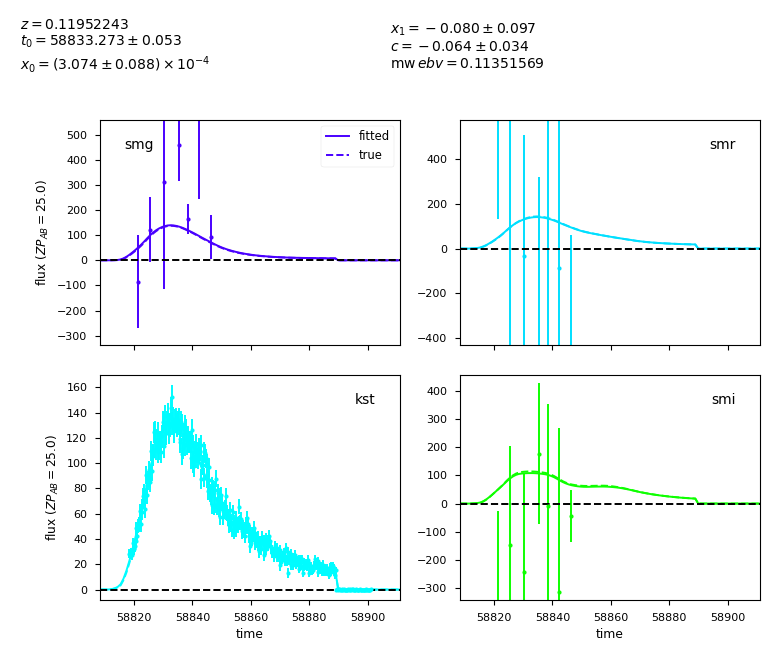 z = 0.11952243
t₀ = 58833.273 ± 0.053
x₀ = (3.074 ± 0.088) × 10⁻⁴
x₁ = −0.080 ± 0.097
c = −0.064 ± 0.034
mw ebv = 0.11351569
smg
fitted
true
500
400
300
200
100
0
−100
−200
−300
flux (ZP_AB = 25.0)
smr
400
200
0
−200
−400
kst
160
140
120
100
80
60
40
20
0
flux (ZP_AB = 25.0)
58820 58840 58860 58880 58900
time
smi
400
300
200
100
0
−100
−200
−300
58820 58840 58860 58880 58900
time